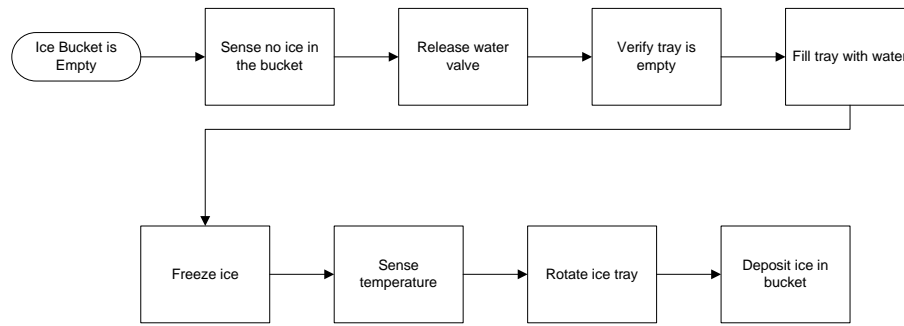 Ice Bucket is
Empty
Sense no ice in
the bucket
Release water
valve
Verify tray is
empty
Fill tray with water
Freeze ice
Sense
temperature
Rotate ice tray
Deposit ice in
bucket